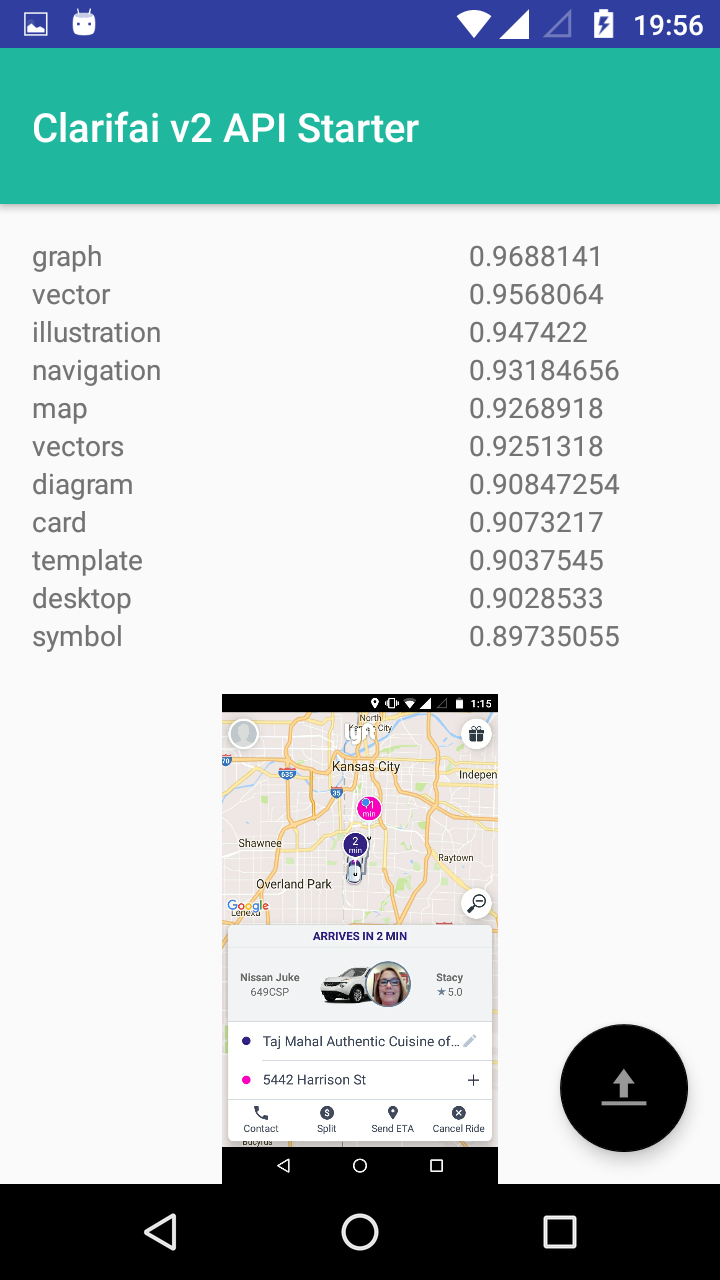 19:56
Clarifai v2 API Starter
graph 0.9688141
vector 0.9568064
illustration 0.947422
navigation 0.93184656
map 0.9268918
vectors 0.9251318
diagram 0.90847254
card 0.9073217
template 0.9037545
desktop 0.9028533
symbol 0.89735055
1:15
North
Kansas City
lyft
Kansas City
70
635
Indepen
35
11
min
2
min
Shawnee
Raytown
Overland Park
Google
Lenexa
ARRIVES IN 2 MIN
Nissan Juke
649CSP
Stacy
★ 5.0
Taj Mahal Authentic Cuisine of...
5442 Harrison St
Contact Split Send ETA Cancel Ride
Bucyrus